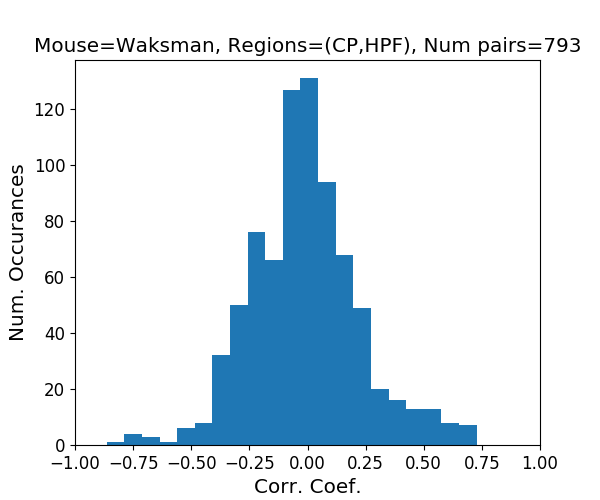 Mouse=Waksman, Regions=(CP,HPF), Num pairs=793
Num. Occurances
120
100
80
60
40
20
0
−1.00 −0.75 −0.50 −0.25 0.00 0.25 0.50 0.75 1.00
Corr. Coef.